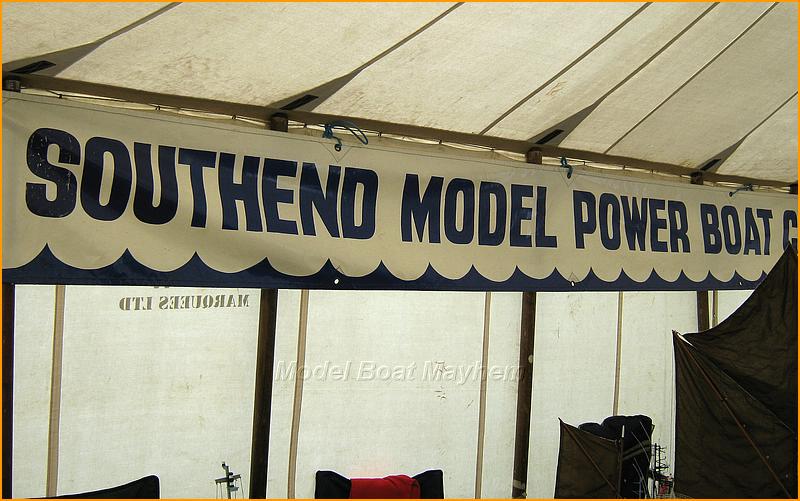 SOUTHEND MODEL POWER BOAT C
MARQUEES LTD
Model Boat Mayhem